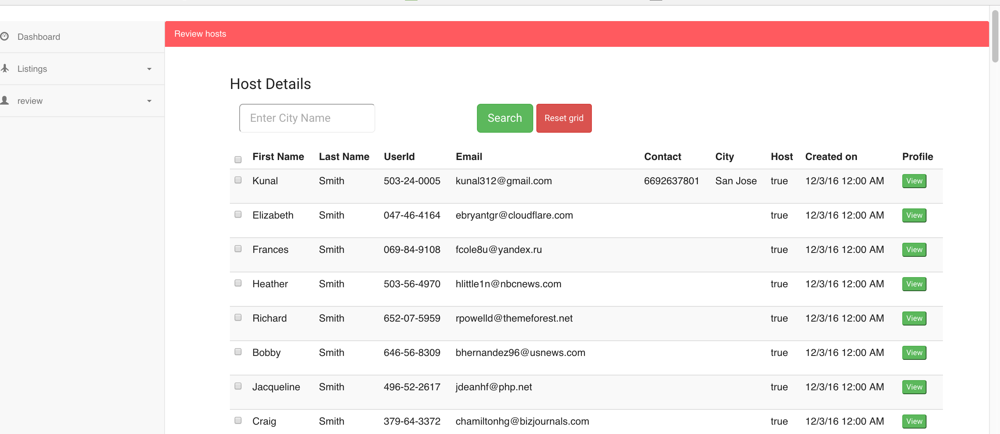 Dashboard
Listings
review
Review hosts
Host Details
Enter City Name Search Reset grid
First Name Last Name UserId Email Contact City Host Created on Profile
Kunal Smith 503-24-0005 kunal312@gmail.com 6692637801 San Jose true 12/3/16 12:00 AM View
Elizabeth Smith 047-46-4164 ebryantgr@cloudflare.com true 12/3/16 12:00 AM View
Frances Smith 069-84-9108 fcole8u@yandex.ru true 12/3/16 12:00 AM View
Heather Smith 503-56-4970 hlittle1n@nbcnews.com true 12/3/16 12:00 AM View
Richard Smith 652-07-5959 rpowelld@themeforest.net true 12/3/16 12:00 AM View
Bobby Smith 646-56-8309 bhernandez96@usnews.com true 12/3/16 12:00 AM View
Jacqueline Smith 496-52-2617 jdeanhf@php.net true 12/3/16 12:00 AM View
Craig Smith 379-64-3372 chamiltonhg@bizjournals.com true 12/3/16 12:00 AM View